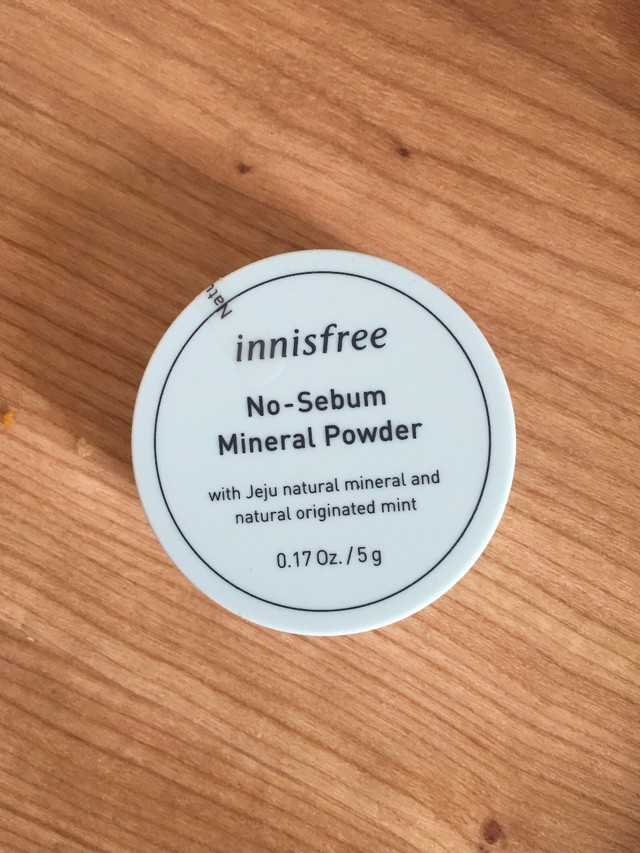 innisfree
No-Sebum
Mineral Powder
with Jeju natural mineral and
natural originated mint
0.17 Oz. / 5 g